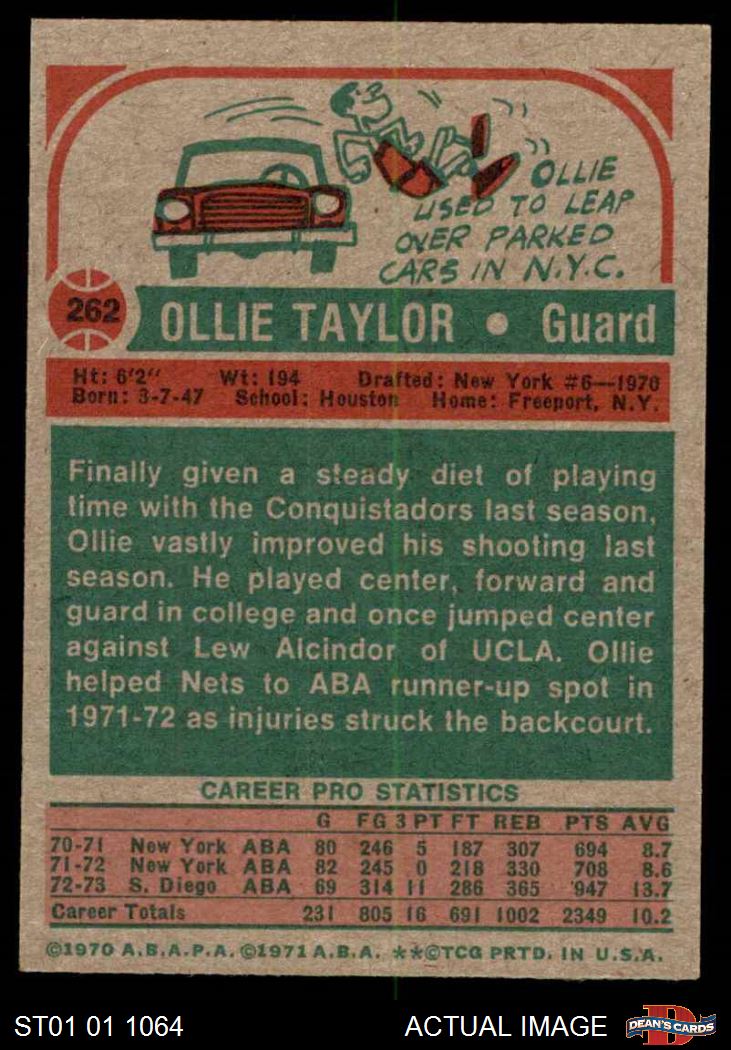 OLLIE
USED TO LEAP
OVER PARKED
CARS IN N.Y.C.
262
OLLIE TAYLOR • Guard
Ht: 6'2" Wt: 194 Drafted: New York #6—1970
Born: 3-7-47 School: Houston Home: Freeport, N.Y.
Finally given a steady diet of playing
time with the Conquistadors last season,
Ollie vastly improved his shooting last
season. He played center, forward and
guard in college and once jumped center
against Lew Alcindor of UCLA. Ollie
helped Nets to ABA runner-up spot in
1971-72 as injuries struck the backcourt.
CAREER PRO STATISTICS
G FG 3 PT FT REB PTS AVG
70-71 New York ABA 80 246 5 187 307 694 8.7
71-72 New York ABA 82 245 0 218 330 708 8.6
72-73 S. Diego ABA 69 314 11 286 365 947 13.7
Career Totals 231 805 16 691 1002 2349 10.2
©1970 A.B.A.P.A. ©1971 A.B.A. **©TCG PRTD. IN U.S.A.
ST01 01 1064 ACTUAL IMAGE DEAN'S CARDS